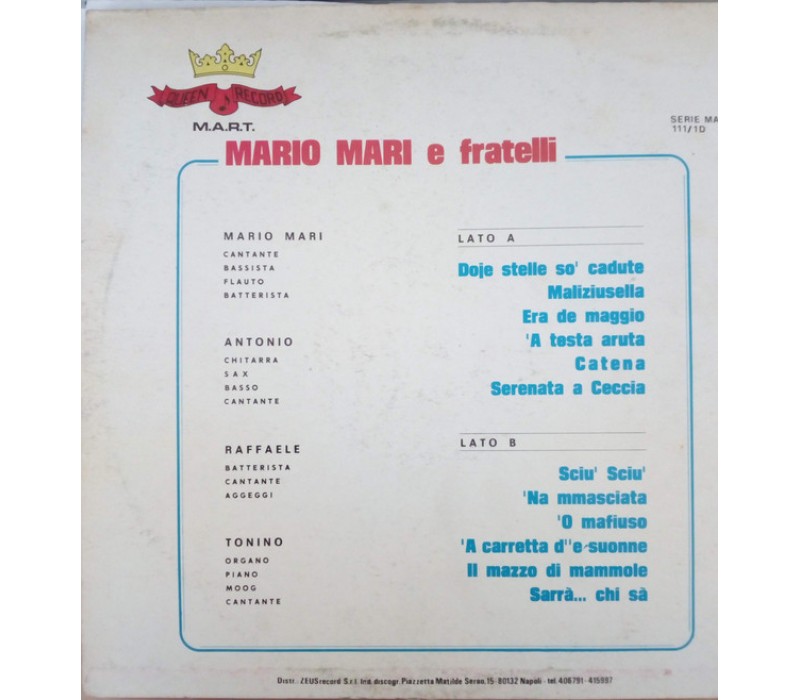 QUEEN RECORD
M.A.R.T.
SERIE MA
111/1D
MARIO MARI e fratelli
MARIO MARI
CANTANTE
BASSISTA
FLAUTO
BATTERISTA
ANTONIO
CHITARRA
SAX
BASSO
CANTANTE
RAFFAELE
BATTERISTA
CANTANTE
AGGEGGI
TONINO
ORGANO
PIANO
MOOG
CANTANTE
LATO A
Doje stelle so' cadute
Maliziusella
Era de maggio
'A testa aruta
Catena
Serenata a Ceccia
LATO B
Sciu' Sciu'
'Na mmasciata
'O mafiuso
'A carretta d''e suonne
Il mazzo di mammole
Sarrà... chi sà
Distr. ZEUSrecord S.r.l. ind. discogr. Piazzetta Matilde Serao, 15-80132 Napoli - tel. 406791-415997